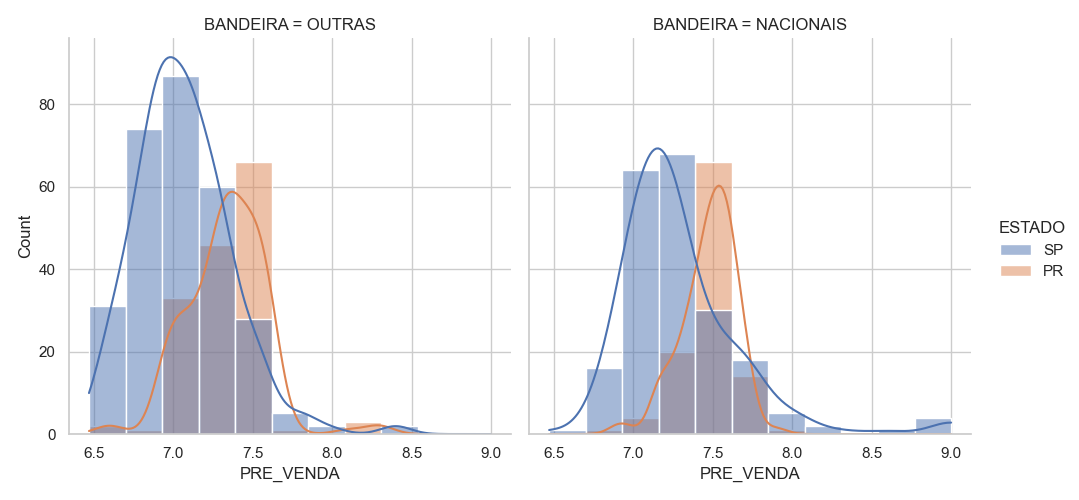 BANDEIRA = OUTRAS
BANDEIRA = NACIONAIS
Count
80
60
40
20
0
6.5 7.0 7.5 8.0 8.5 9.0
6.5 7.0 7.5 8.0 8.5 9.0
PRE_VENDA
PRE_VENDA
ESTADO
SP
PR